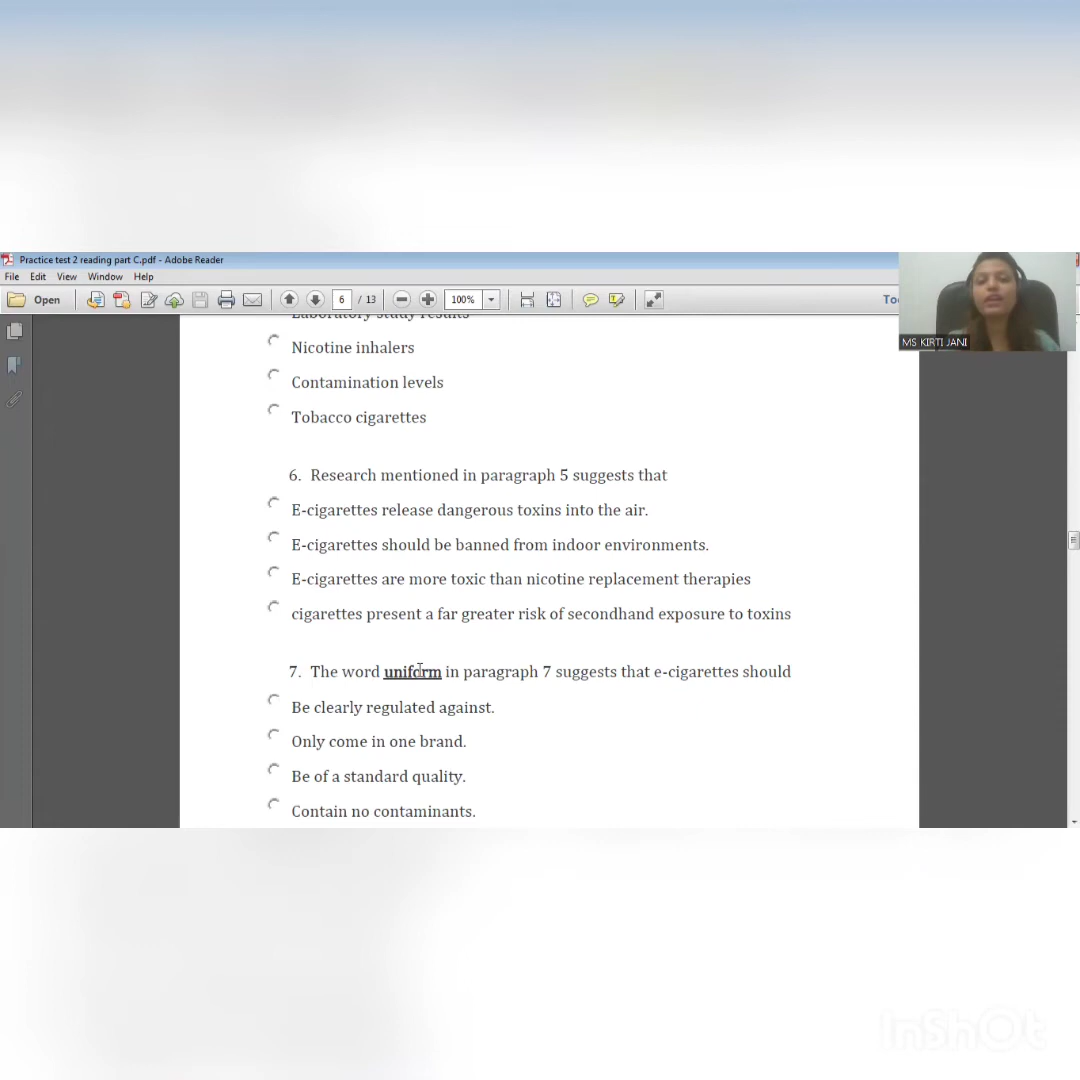 Practice test 2 reading part C.pdf - Adobe Reader
File Edit View Window Help
Open 6 / 13 100%
MS KIRTI JANI
Laboratory study results
Nicotine inhalers
Contamination levels
Tobacco cigarettes
6. Research mentioned in paragraph 5 suggests that
E-cigarettes release dangerous toxins into the air.
E-cigarettes should be banned from indoor environments.
E-cigarettes are more toxic than nicotine replacement therapies
cigarettes present a far greater risk of secondhand exposure to toxins
7. The word uniform in paragraph 7 suggests that e-cigarettes should
Be clearly regulated against.
Only come in one brand.
Be of a standard quality.
Contain no contaminants.
InShOt